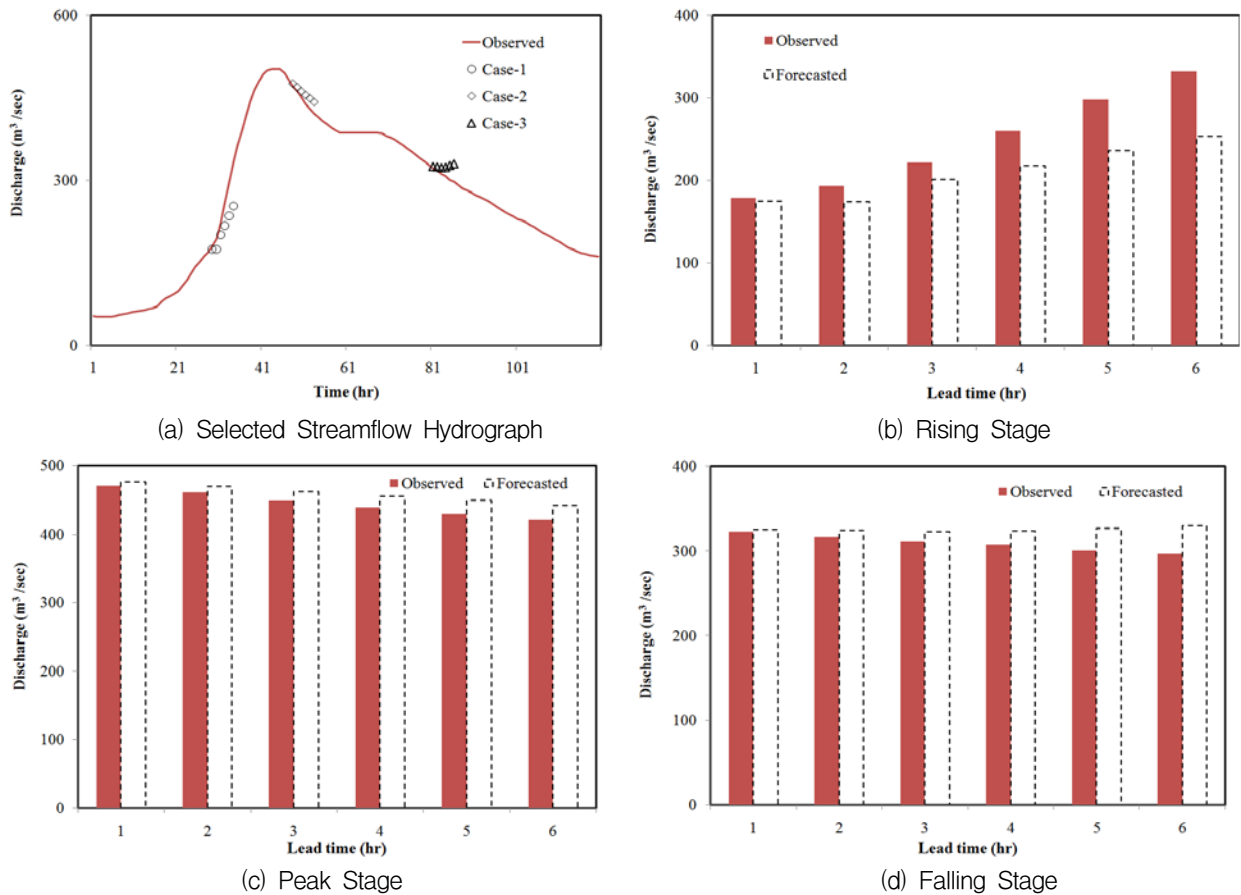 600
300
0
Discharge (m³ /sec)
1 21 41 61 81 101
Time (hr)
Observed
Case-1
Case-2
Case-3
(a) Selected Streamflow Hydrograph
400
300
200
100
0
Discharge (m³ /sec)
Observed
Forecasted
1 2 3 4 5 6
Lead time (hr)
(b) Rising Stage
500
400
300
200
100
0
Discharge (m³ /sec)
Observed Forecasted
1 2 3 4 5 6
Lead time (hr)
(c) Peak Stage
400
300
200
100
0
Discharge (m³ /sec)
Observed Forecasted
1 2 3 4 5 6
Lead time (hr)
(d) Falling Stage